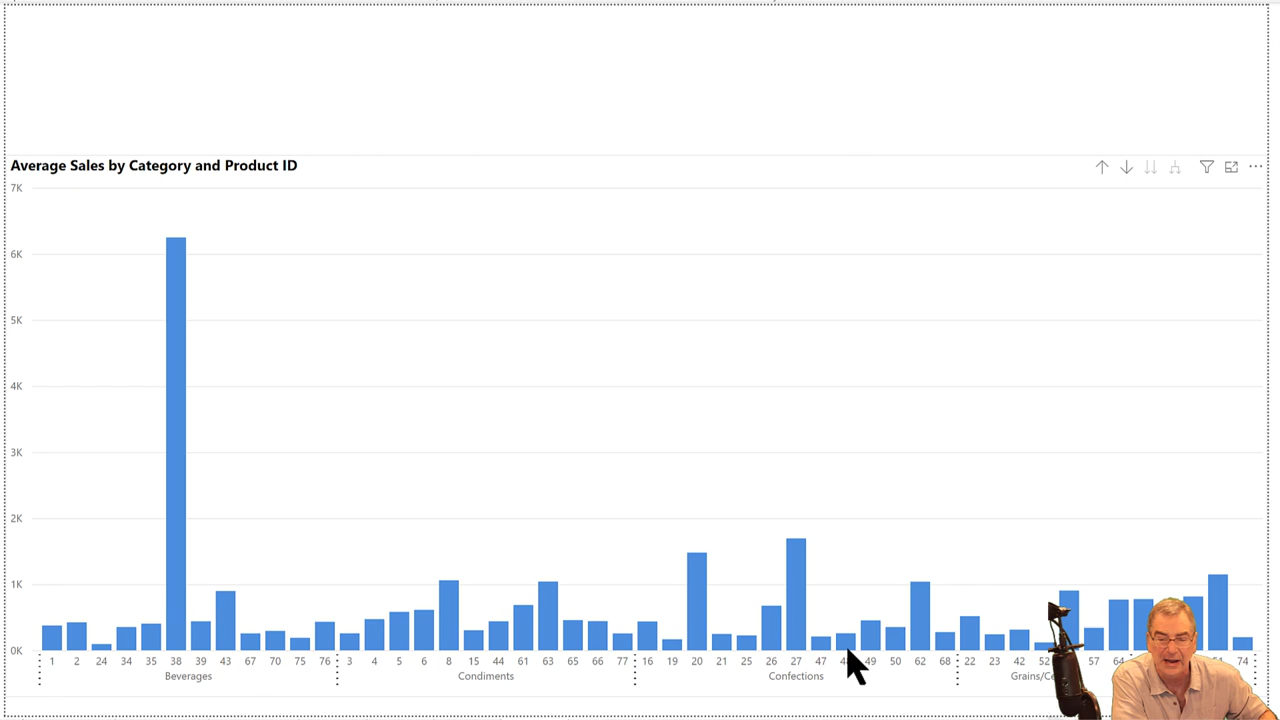 Average Sales by Category and Product ID
7K
6K
5K
4K
3K
2K
1K
0K
1 2 24 34 35 38 39 43 67 70 75 76 3 4 5 6 8 15 44 61 63 65 66 77 16 19 20 21 25 26 27 47 49 50 62 68 22 23 42 52 57 64 74
Beverages Condiments Confections Grains/Ce